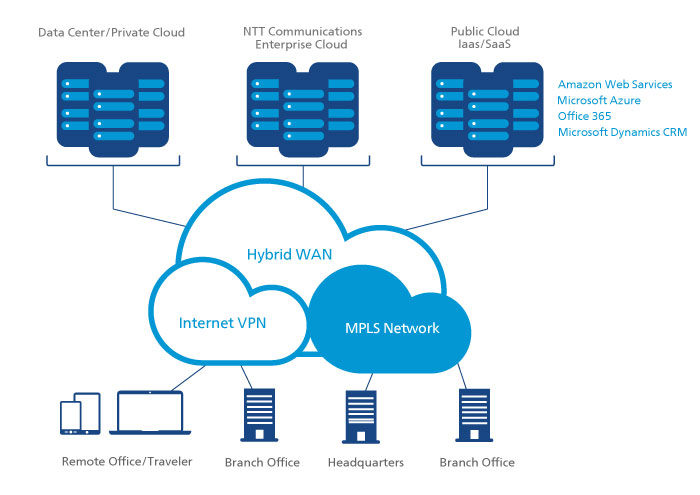 Data Center/Private Cloud
NTT Communications
Enterprise Cloud
Public Cloud
Iaas/SaaS
Amazon Web Sarvices
Microsoft Azure
Office 365
Microsoft Dynamics CRM
Hybrid WAN
Internet VPN
MPLS Network
Remote Office/Traveler
Branch Office
Headquarters
Branch Office